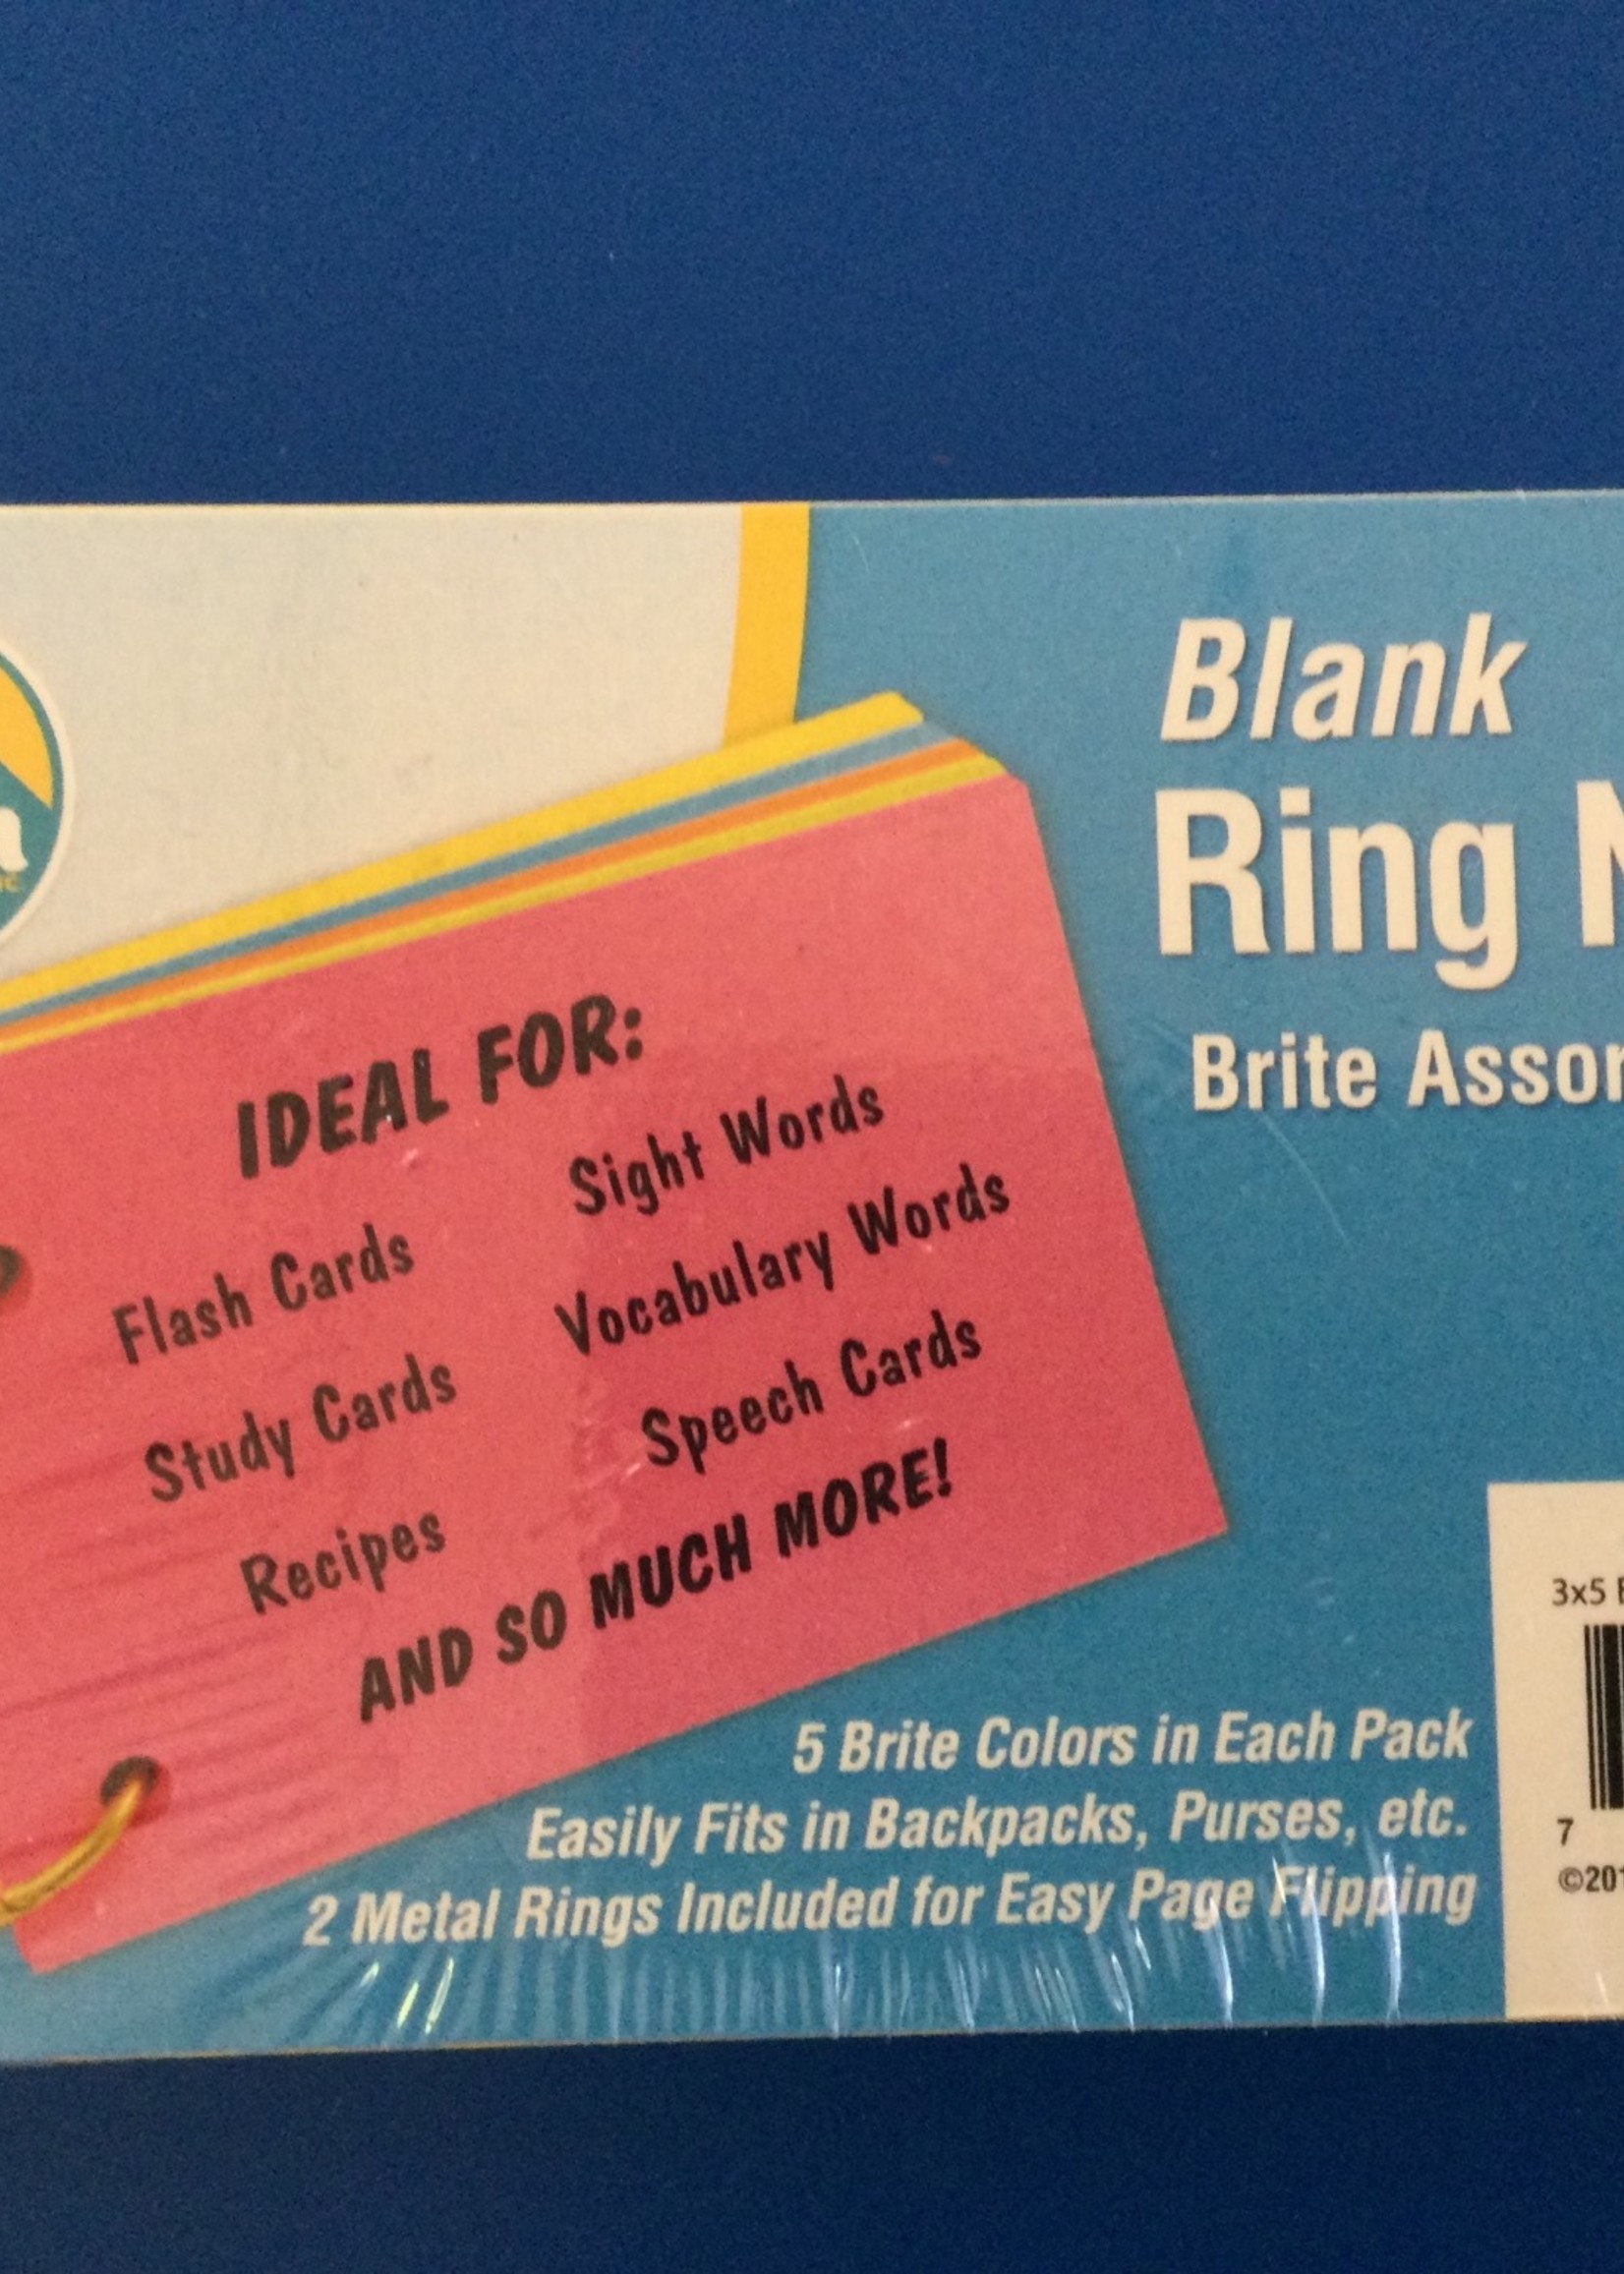 Blank
Ring
Brite
IDEAL FOR:
Sight Words
Flash Cards
Vocabulary Words
Study Cards
Speech Cards
Recipes
AND SO MUCH MORE!
5 Brite Colors in Each Pack
Easily Fits in Backpacks, Purses, etc.
2 Metal Rings Included for Easy Page Flipping
3x5
7